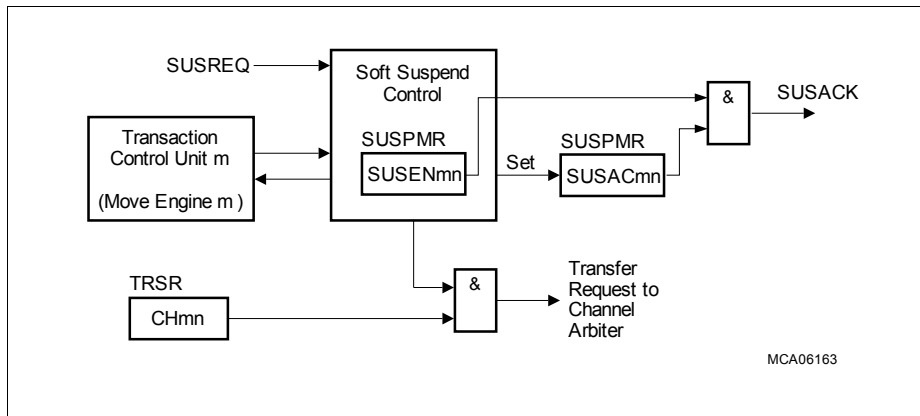 SUSREQ
Soft Suspend
Control
&
SUSACK
Transaction
Control Unit m
(Move Engine m )
SUSPMR
SUSENmn
Set
SUSPMR
SUSACmn
TRSR
CHmn
&
Transfer
Request to
Channel
Arbiter
MCA06163